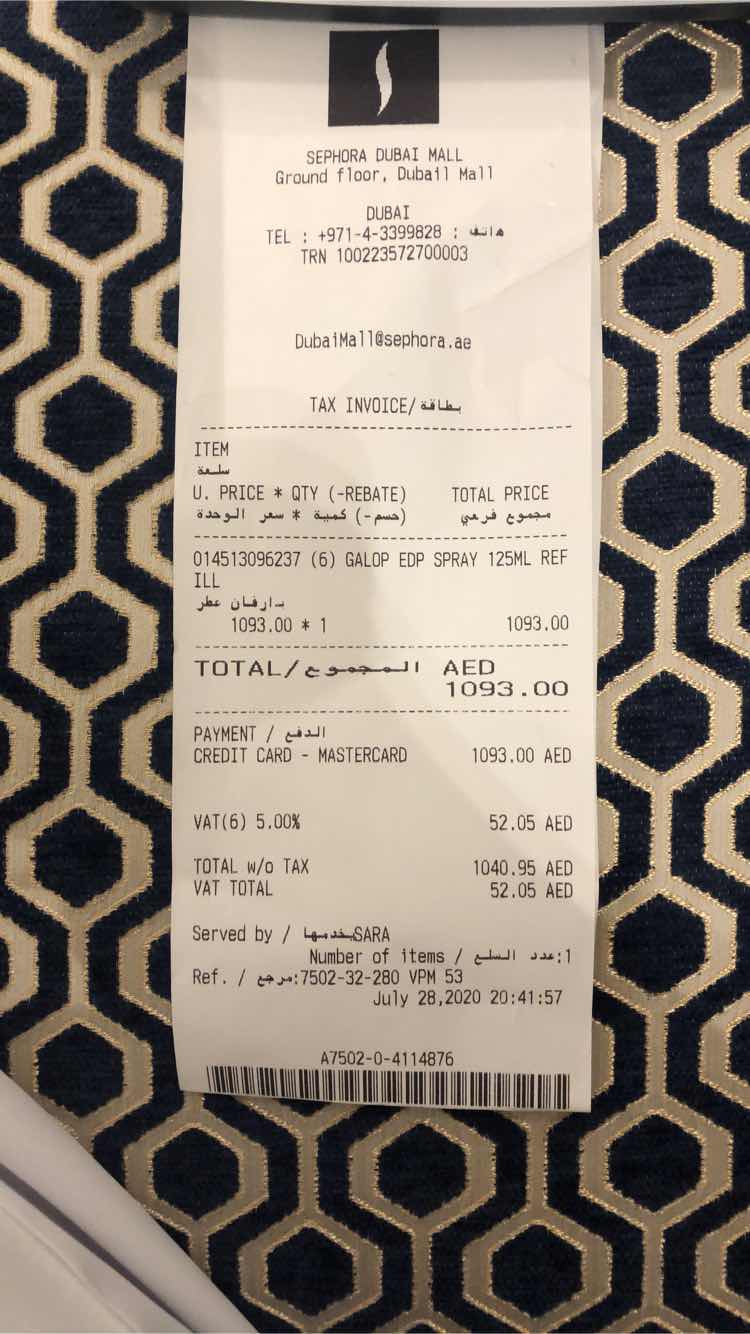 SEPHORA DUBAI MALL
Ground floor, Dubail Mall
DUBAI
TEL : +971-4-3399828 : هاتف
TRN 100223572700003
DubaiMall@sephora.ae
TAX INVOICE/بطاقة
ITEM
سلعة
U. PRICE * QTY (-REBATE) TOTAL PRICE
(حسم-) كمية * سعر الوحدة مجموع فرعي
014513096237 (6) GALOP EDP SPRAY 125ML REF
ILL
بارفان عطر
1093.00 * 1 1093.00
TOTAL/المجموع AED
1093.00
PAYMENT / الدفع
CREDIT CARD - MASTERCARD 1093.00 AED
VAT(6) 5.00% 52.05 AED
TOTAL w/o TAX 1040.95 AED
VAT TOTAL 52.05 AED
Served by / يخدمها SARA
Number of items / عدد السلع:1
Ref. / مرجع:7502-32-280 VPM 53
July 28,2020 20:41:57
A7502-0-4114876